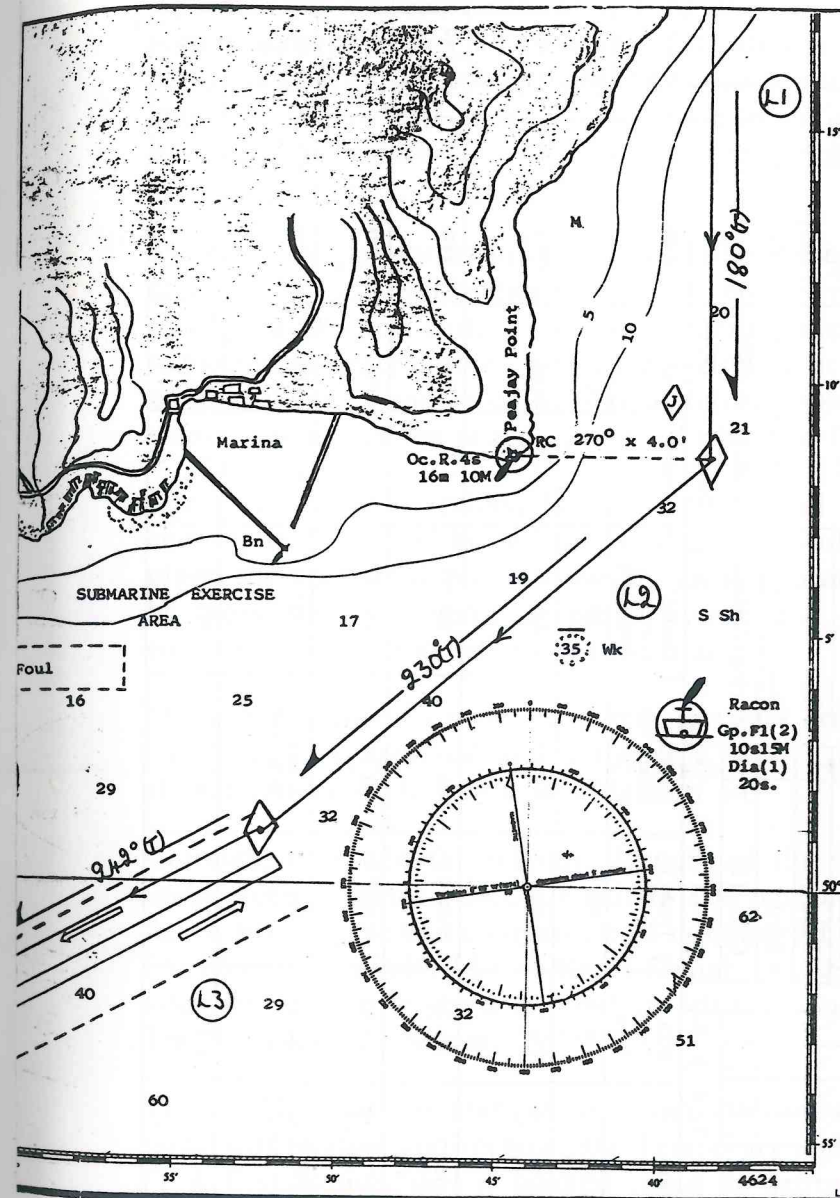 L1
15'
M
180°(T)
5
20
10
Peajay Point
10'
J
21
RC 270° x 4.0'
Marina
Oc.R.4s
16m 10M
32
Bn
19
SUBMARINE EXERCISE
AREA
17
L2
S Sh
5'
35 Wk
Foul
230°(T)
16
25
40
Racon
Gp.Fl(2)
10s15M
Dia(1)
20s.
29
32
242°(T)
50°
62
40
L3
29
32
51
60
55'
55'
50'
45'
40'
4624